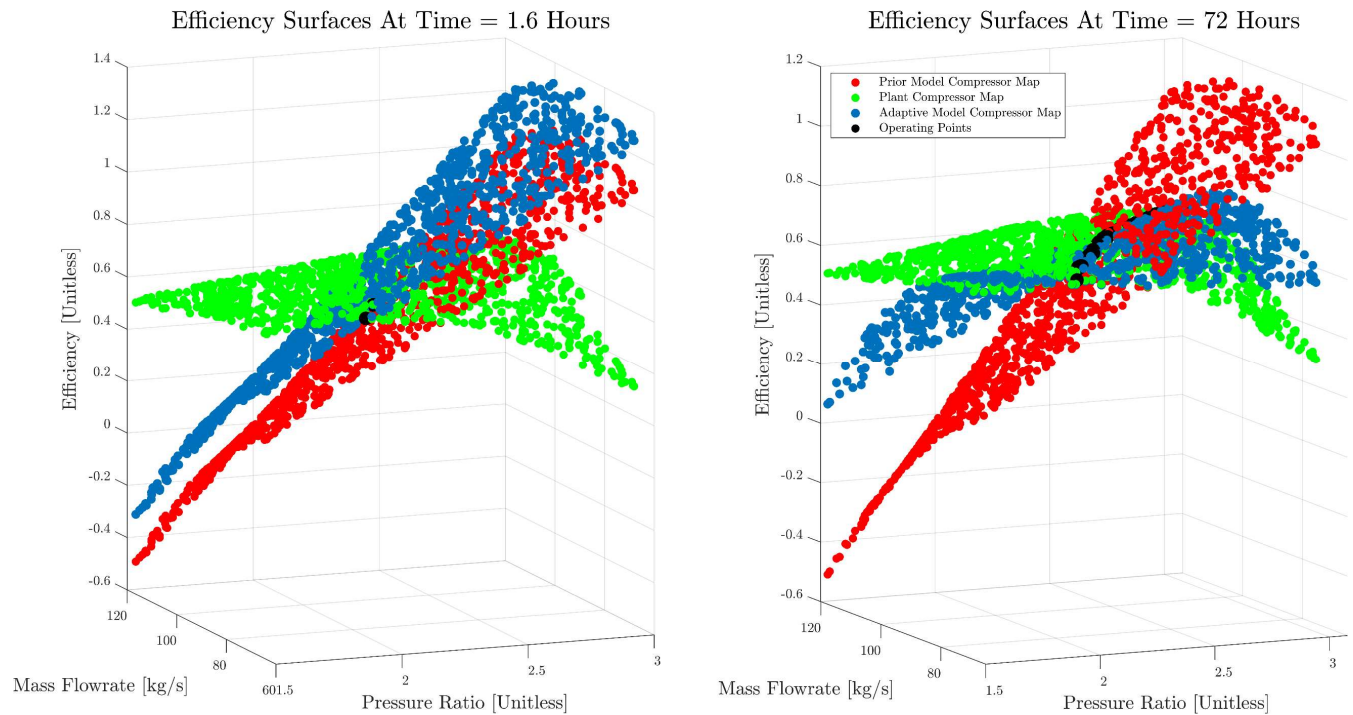 Efficiency Surfaces At Time = 1.6 Hours
1.4
1.2
1
0.8
0.6
0.4
0.2
0
-0.2
-0.4
-0.6
Efficiency [Unitless]
120
100
80
601.5
2
2.5
3
Mass Flowrate [kg/s]
Pressure Ratio [Unitless]
Efficiency Surfaces At Time = 72 Hours
Prior Model Compressor Map
Plant Compressor Map
Adaptive Model Compressor Map
Operating Points
1.2
1
0.8
0.6
0.4
0.2
0
-0.2
-0.4
-0.6
Efficiency [Unitless]
120
100
80
1.5
2
2.5
3
Mass Flowrate [kg/s]
Pressure Ratio [Unitless]